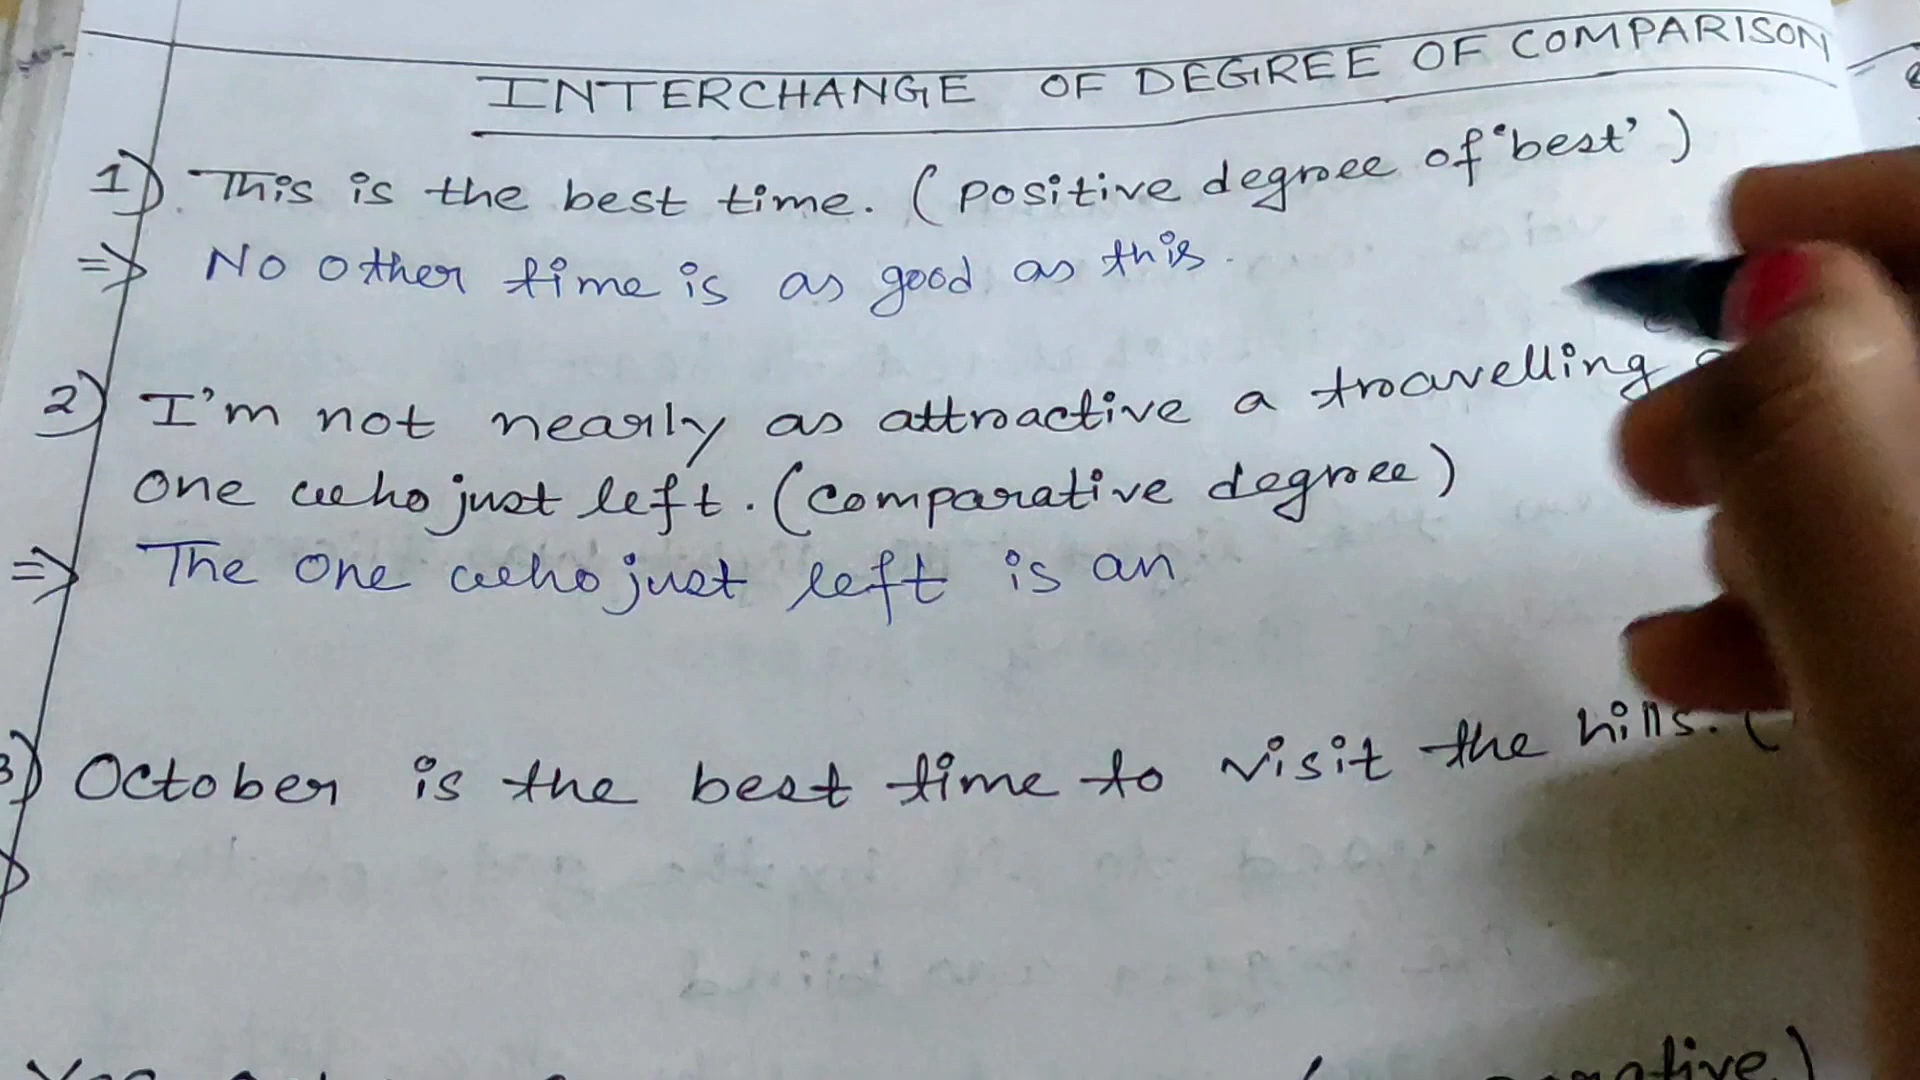 INTERCHANGE OF DEGREE OF COMPARISON
1) This is the best time. (positive degree of 'best')
=> No other time is as good as this.
2) I'm not nearly as attractive a travelling
one who just left. (comparative degree)
=> The one who just left is an
3) October is the best time to visit the hills. (